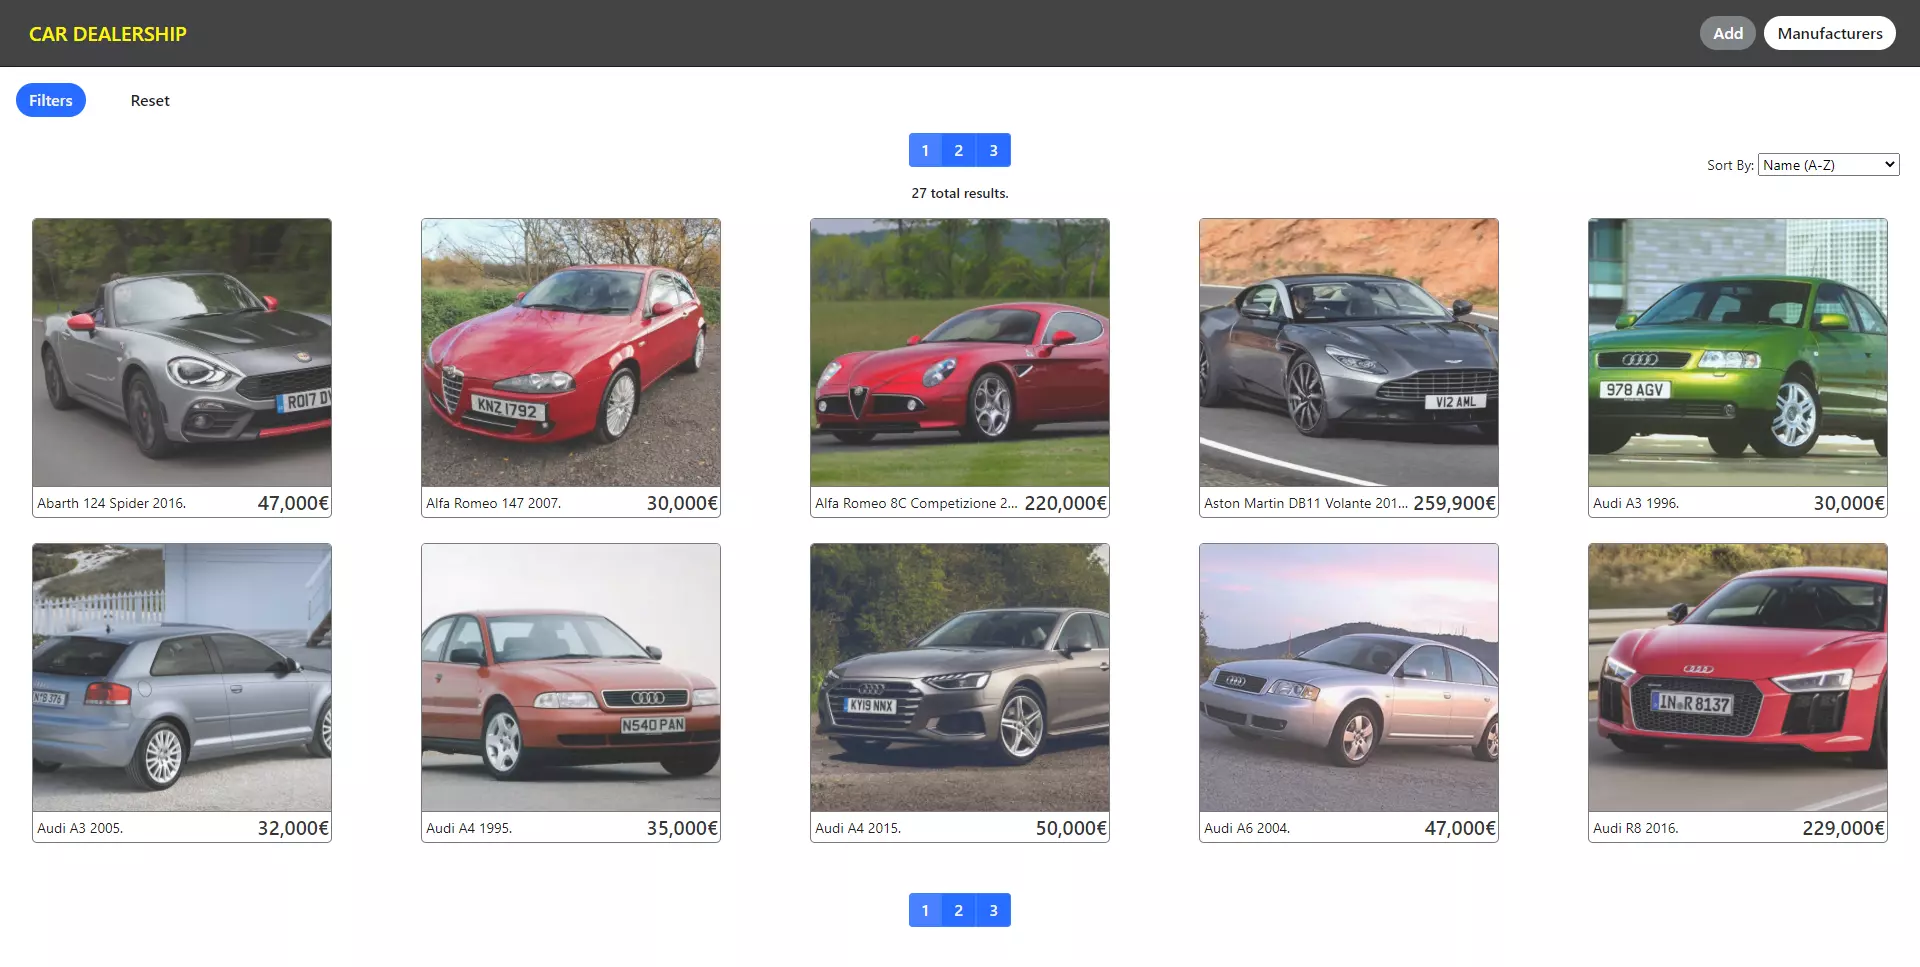 CAR DEALERSHIP
Add
Manufacturers
Filters
Reset
1 2 3
Sort By: Name (A-Z)
27 total results.
RO17 DV
KNZ 1792
V12 AML
978 AGV
Abarth 124 Spider 2016. 47,000€
Alfa Romeo 147 2007. 30,000€
Alfa Romeo 8C Competizione 2... 220,000€
Aston Martin DB11 Volante 201... 259,900€
Audi A3 1996. 30,000€
N540 PAN
KY19 NNX
IN R 8137
Audi A3 2005. 32,000€
Audi A4 1995. 35,000€
Audi A4 2015. 50,000€
Audi A6 2004. 47,000€
Audi R8 2016. 229,000€
1 2 3